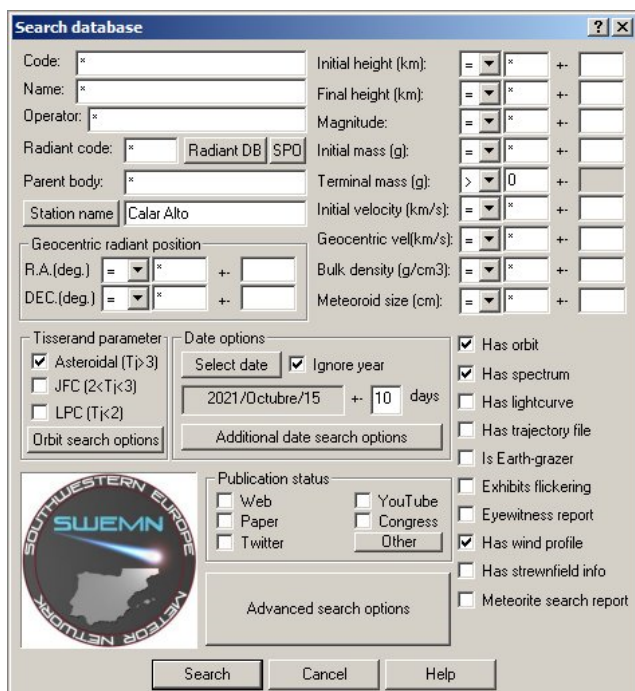 Search database
Code: *
Name: *
Operator: *
Radiant code: * Radiant DB SPO
Parent body: *
Station name Calar Alto
Geocentric radiant position
R.A.(deg.) = * +-
DEC.(deg.) = * +-
Initial height (km): = * +-
Final height (km): = * +-
Magnitude: = * +-
Initial mass (g): = * +-
Terminal mass (g): > 0 +-
Initial velocity (km/s): = * +-
Geocentric vel(km/s): = * +-
Bulk density (g/cm3): = * +-
Meteoroid size (cm): = * +-
Tisserand parameter
Asteroidal (Tj>3)
JFC (2<Tj<3)
LPC (Tj<2)
Orbit search options
Date options
Select date Ignore year
2021/Octubre/15 +- 10 days
Additional date search options
Has orbit
Has spectrum
Has lightcurve
Has trajectory file
Is Earth-grazer
Exhibits flickering
Eyewitness report
Has wind profile
Has strewnfield info
Meteorite search report
SOUTHWESTERN EUROPE
SWEMN
METEOR NETWORK
Publication status
Web YouTube
Paper Congress
Twitter Other
Advanced search options
Search Cancel Help